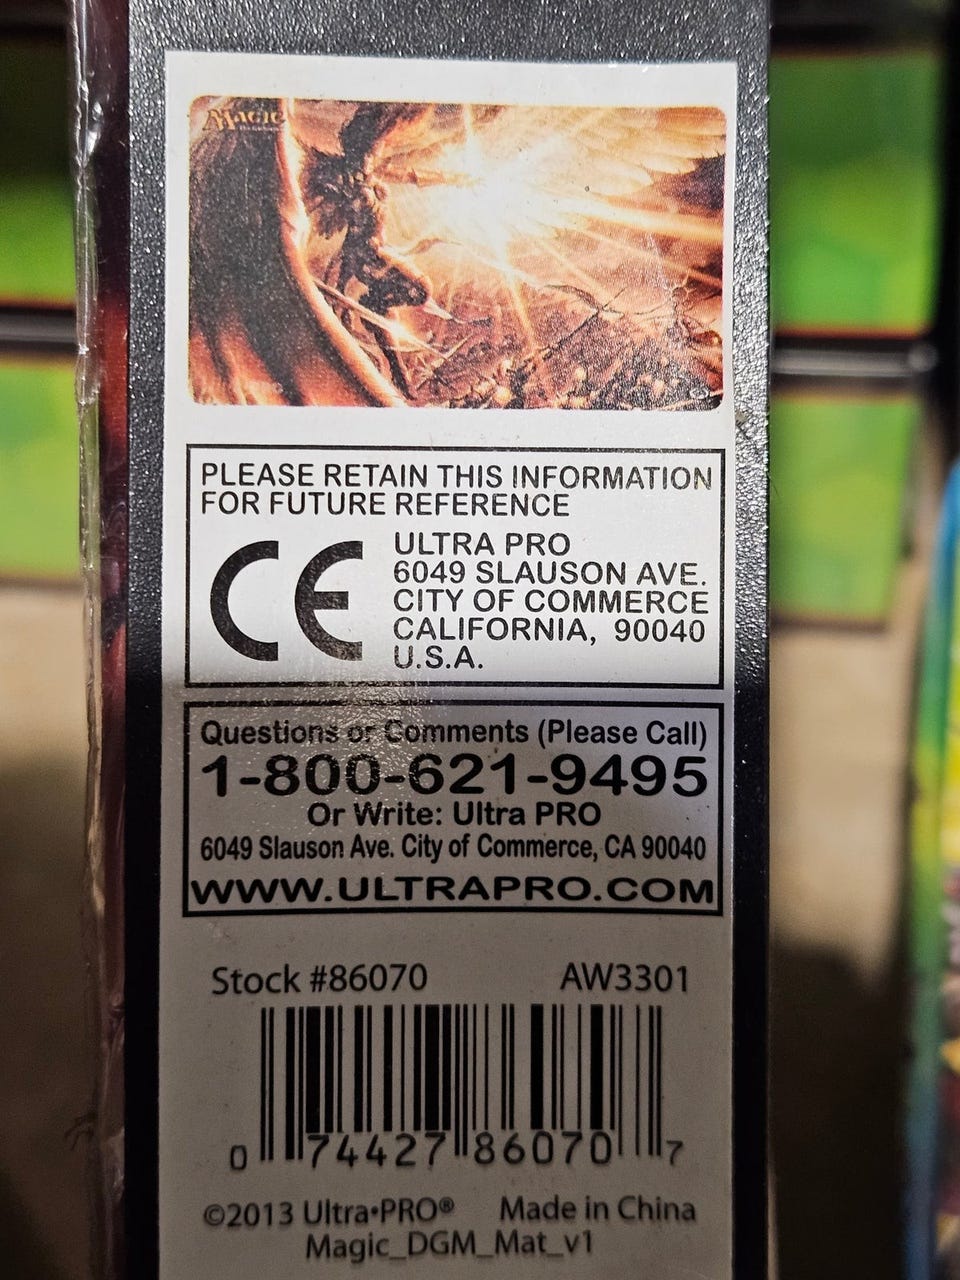 Magic
PLEASE RETAIN THIS INFORMATION
FOR FUTURE REFERENCE
CE
ULTRA PRO
6049 SLAUSON AVE.
CITY OF COMMERCE
CALIFORNIA, 90040
U.S.A.
Questions or Comments (Please Call)
1-800-621-9495
Or Write: Ultra PRO
6049 Slauson Ave. City of Commerce, CA 90040
WWW.ULTRAPRO.COM
Stock #86070 AW3301
0 74427 86070 7
©2013 Ultra•PRO® Made in China
Magic_DGM_Mat_v1